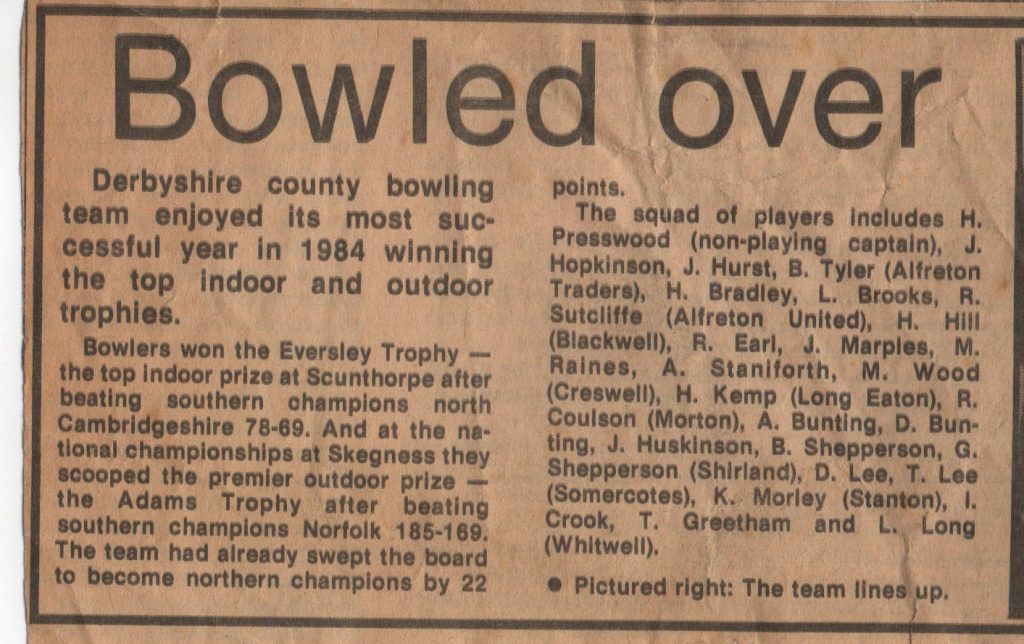 Bowled over
Derbyshire county bowling
team enjoyed its most suc-
cessful year in 1984 winning
the top indoor and outdoor
trophies.
Bowlers won the Eversley Trophy —
the top indoor prize at Scunthorpe after
beating southern champions north
Cambridgeshire 78-69. And at the na-
tional championships at Skegness they
scooped the premier outdoor prize —
the Adams Trophy after beating
southern champions Norfolk 185-169.
The team had already swept the board
to become northern champions by 22
points.
The squad of players includes H.
Presswood (non-playing captain), J.
Hopkinson, J. Hurst, B. Tyler (Alfreton
Traders), H. Bradley, L. Brooks, R.
Sutcliffe (Alfreton United), H. Hill
(Blackwell), R. Earl, J. Marples, M.
Raines, A. Staniforth, M. Wood
(Creswell), H. Kemp (Long Eaton), R.
Coulson (Morton), A. Bunting, D. Bun-
ting, J. Huskinson, B. Shepperson, G.
Shepperson (Shirland), D. Lee, T. Lee
(Somercotes), K. Morley (Stanton), I.
Crook, T. Greetham and L. Long
(Whitwell).
● Pictured right: The team lines up.